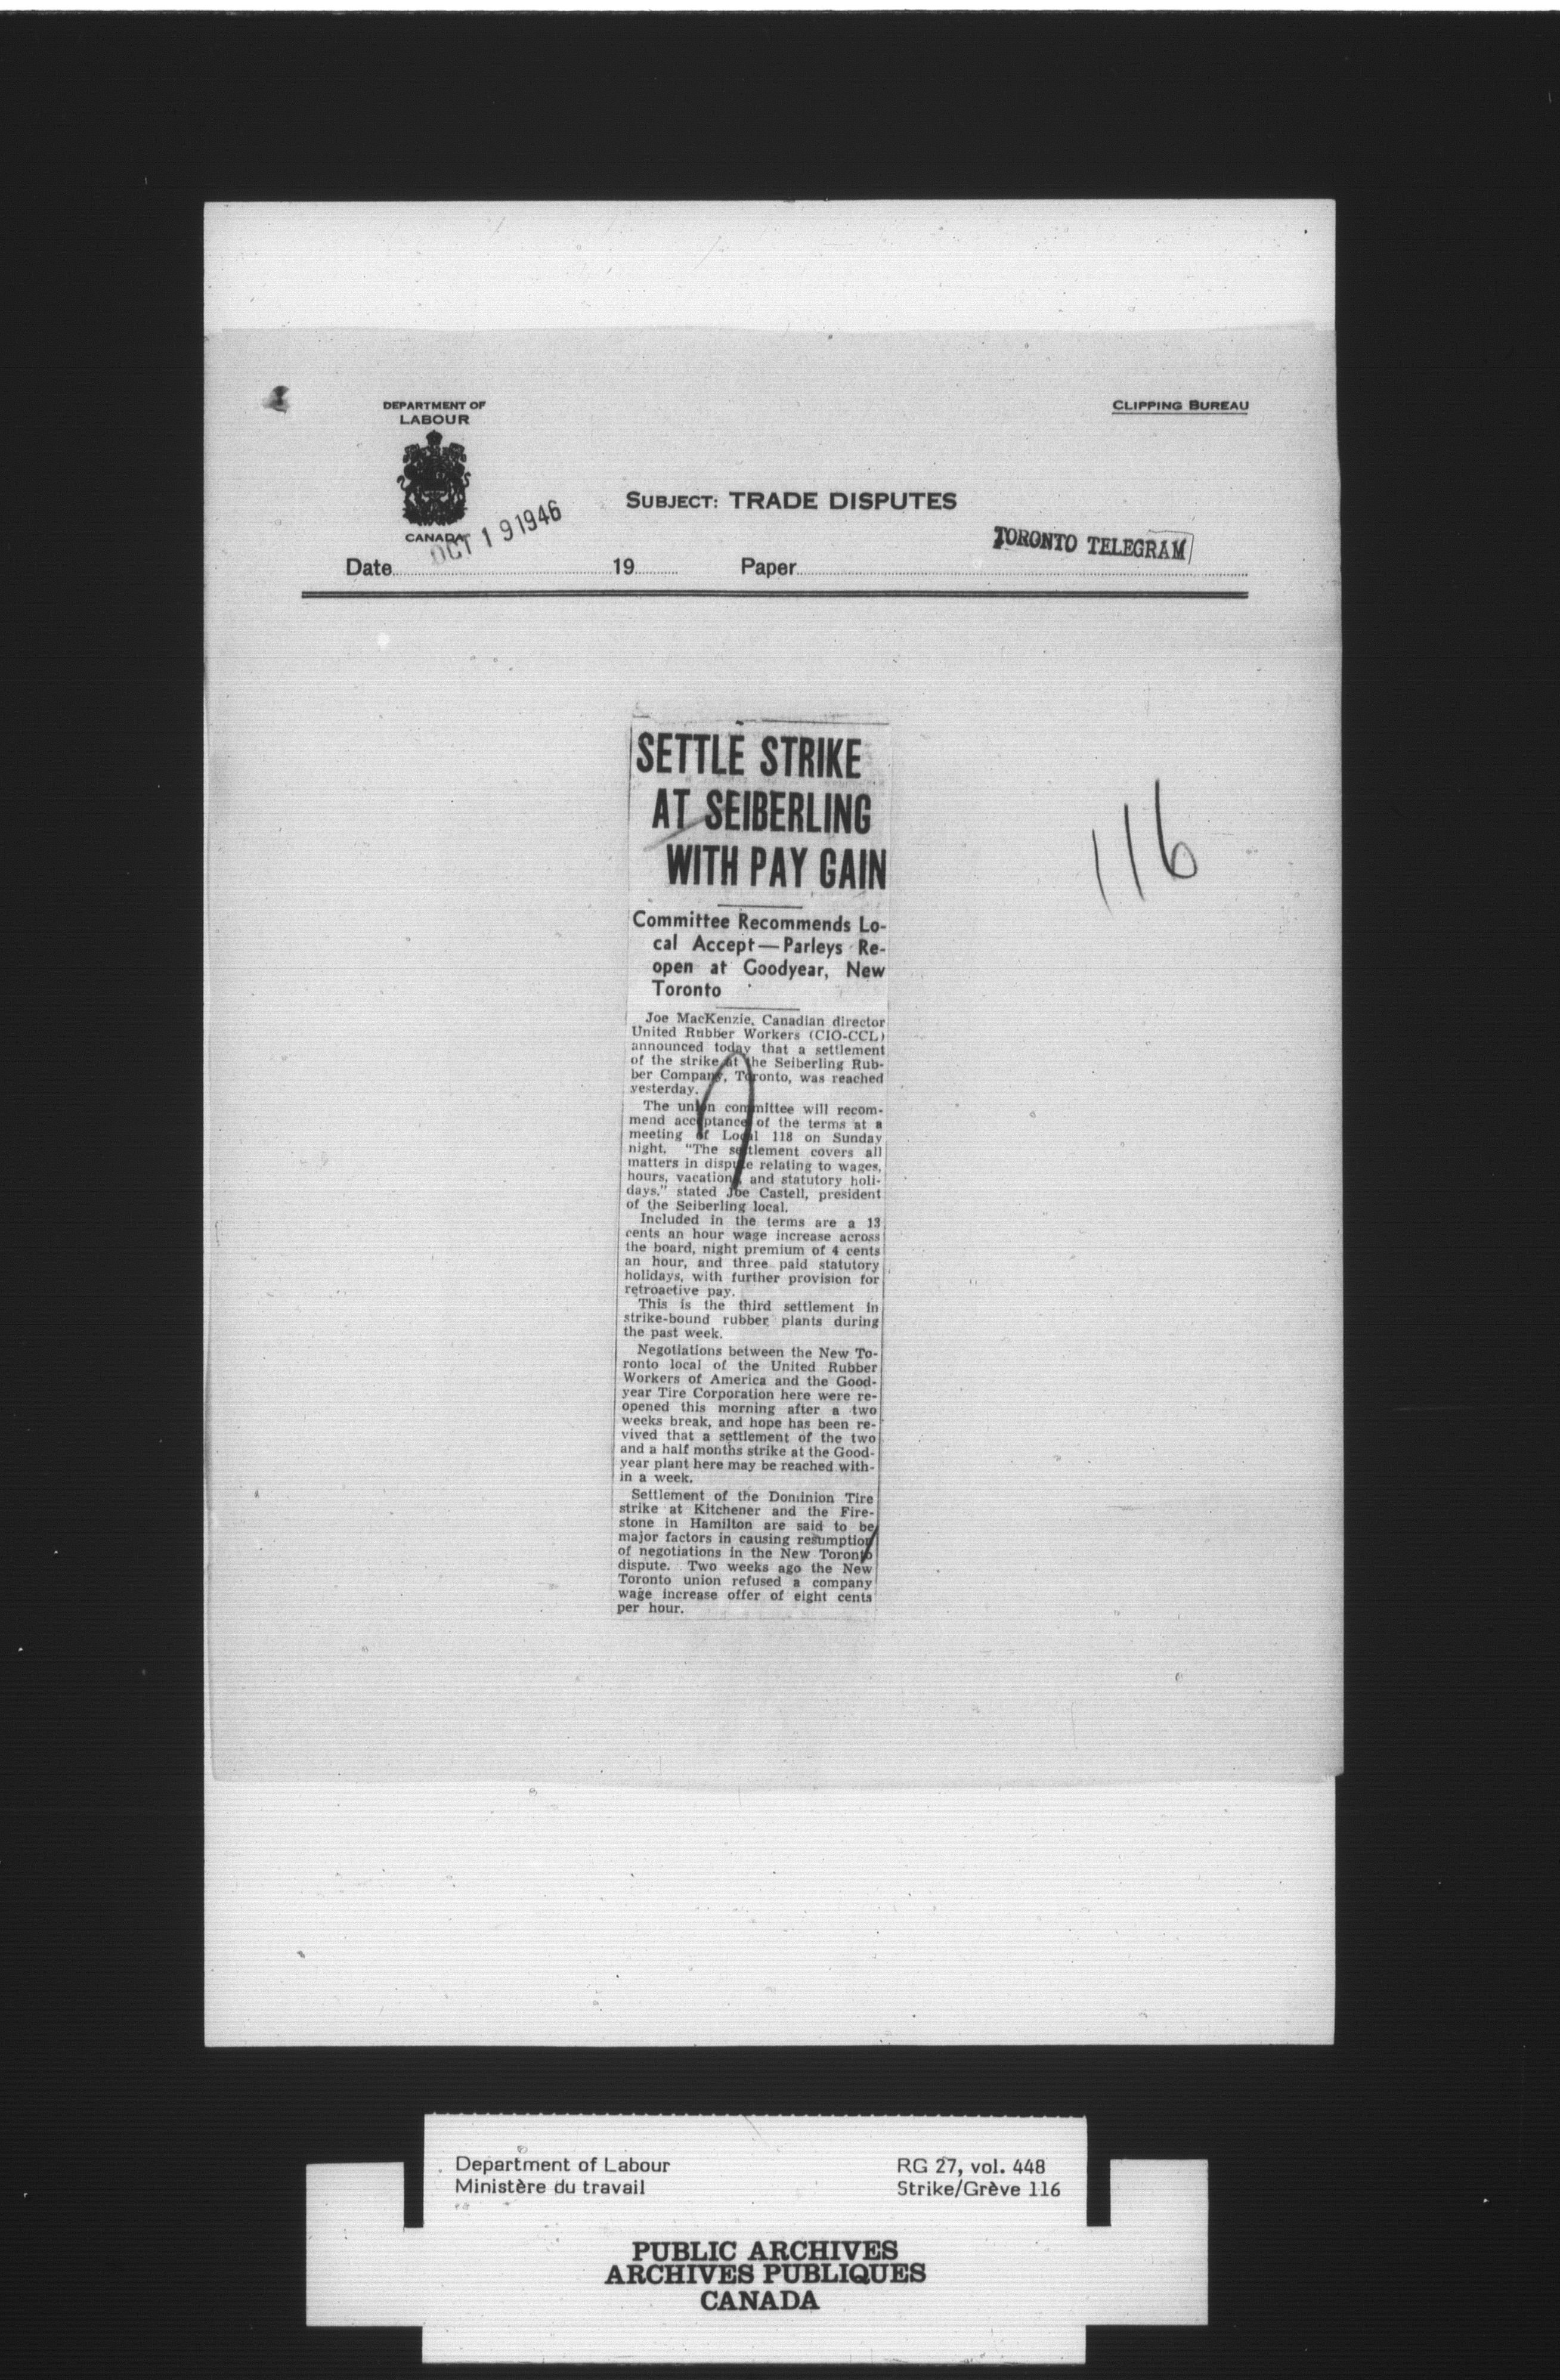 DEPARTMENT OF
LABOUR
CANADA
CLIPPING BUREAU
SUBJECT: TRADE DISPUTES
OCT 19 1946
TORONTO TELEGRAM
Date 19 Paper
SETTLE STRIKE
AT SEIBERLING
WITH PAY GAIN
Committee Recommends Lo-
cal Accept—Parleys Re-
open at Goodyear, New
Toronto
116
Joe MacKenzie, Canadian director
United Rubber Workers (CIO-CCL)
announced today that a settlement
of the strike at the Seiberling Rub-
ber Company, Toronto, was reached
yesterday.
The union committee will recom-
mend acceptance of the terms at a
meeting of Local 118 on Sunday
night. "The settlement covers all
matters in dispute relating to wages,
hours, vacations, and statutory holi-
days," stated Joe Castell, president
of the Seiberling local.
Included in the terms are a 13
cents an hour wage increase across
the board, night premium of 4 cents
an hour, and three paid statutory
holidays, with further provision for
retroactive pay.
This is the third settlement in
strike-bound rubber plants during
the past week.
Negotiations between the New To-
ronto local of the United Rubber
Workers of America and the Good-
year Tire Corporation here were re-
opened this morning after a two
weeks break, and hope has been re-
vived that a settlement of the two
and a half months strike at the Good-
year plant here may be reached with-
in a week.
Settlement of the Dominion Tire
strike at Kitchener and the Fire-
stone in Hamilton are said to be
major factors in causing resumption
of negotiations in the New Toronto
dispute. Two weeks ago the New
Toronto union refused a company
wage increase offer of eight cents
per hour.
Department of Labour
Ministère du travail
RG 27, vol. 448
Strike/Grève 116
PUBLIC ARCHIVES
ARCHIVES PUBLIQUES
CANADA